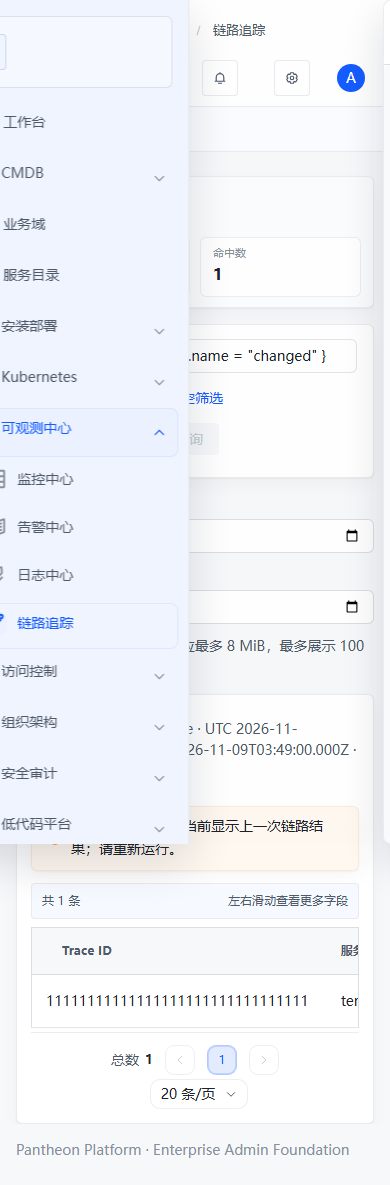 / 链路追踪
A
工作台
CMDB
业务域
服务目录
安装部署
Kubernetes
可观测中心
监控中心
告警中心
日志中心
链路追踪
访问控制
组织架构
安全审计
低代码平台
命中数
1
.name = "changed" }
空筛选
询
位最多 8 MiB，最多展示 100
e · UTC 2026-11-
26-11-09T03:49:00.000Z ·
当前显示上一次链路结
果；请重新运行。
共 1 条
左右滑动查看更多字段
Trace ID
服务
11111111111111111111111111111111
ter
总数 1
1
20 条/页
Pantheon Platform · Enterprise Admin Foundation